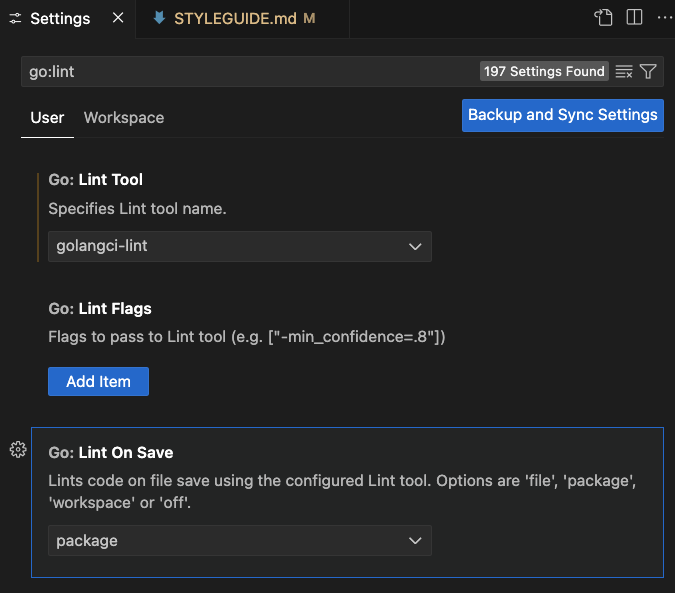 Settings
STYLEGUIDE.md M
go:lint
197 Settings Found
User Workspace
Backup and Sync Settings
Go: Lint Tool
Specifies Lint tool name.
golangci-lint
Go: Lint Flags
Flags to pass to Lint tool (e.g. ["-min_confidence=.8"])
Add Item
Go: Lint On Save
Lints code on file save using the configured Lint tool. Options are 'file', 'package',
'workspace' or 'off'.
package